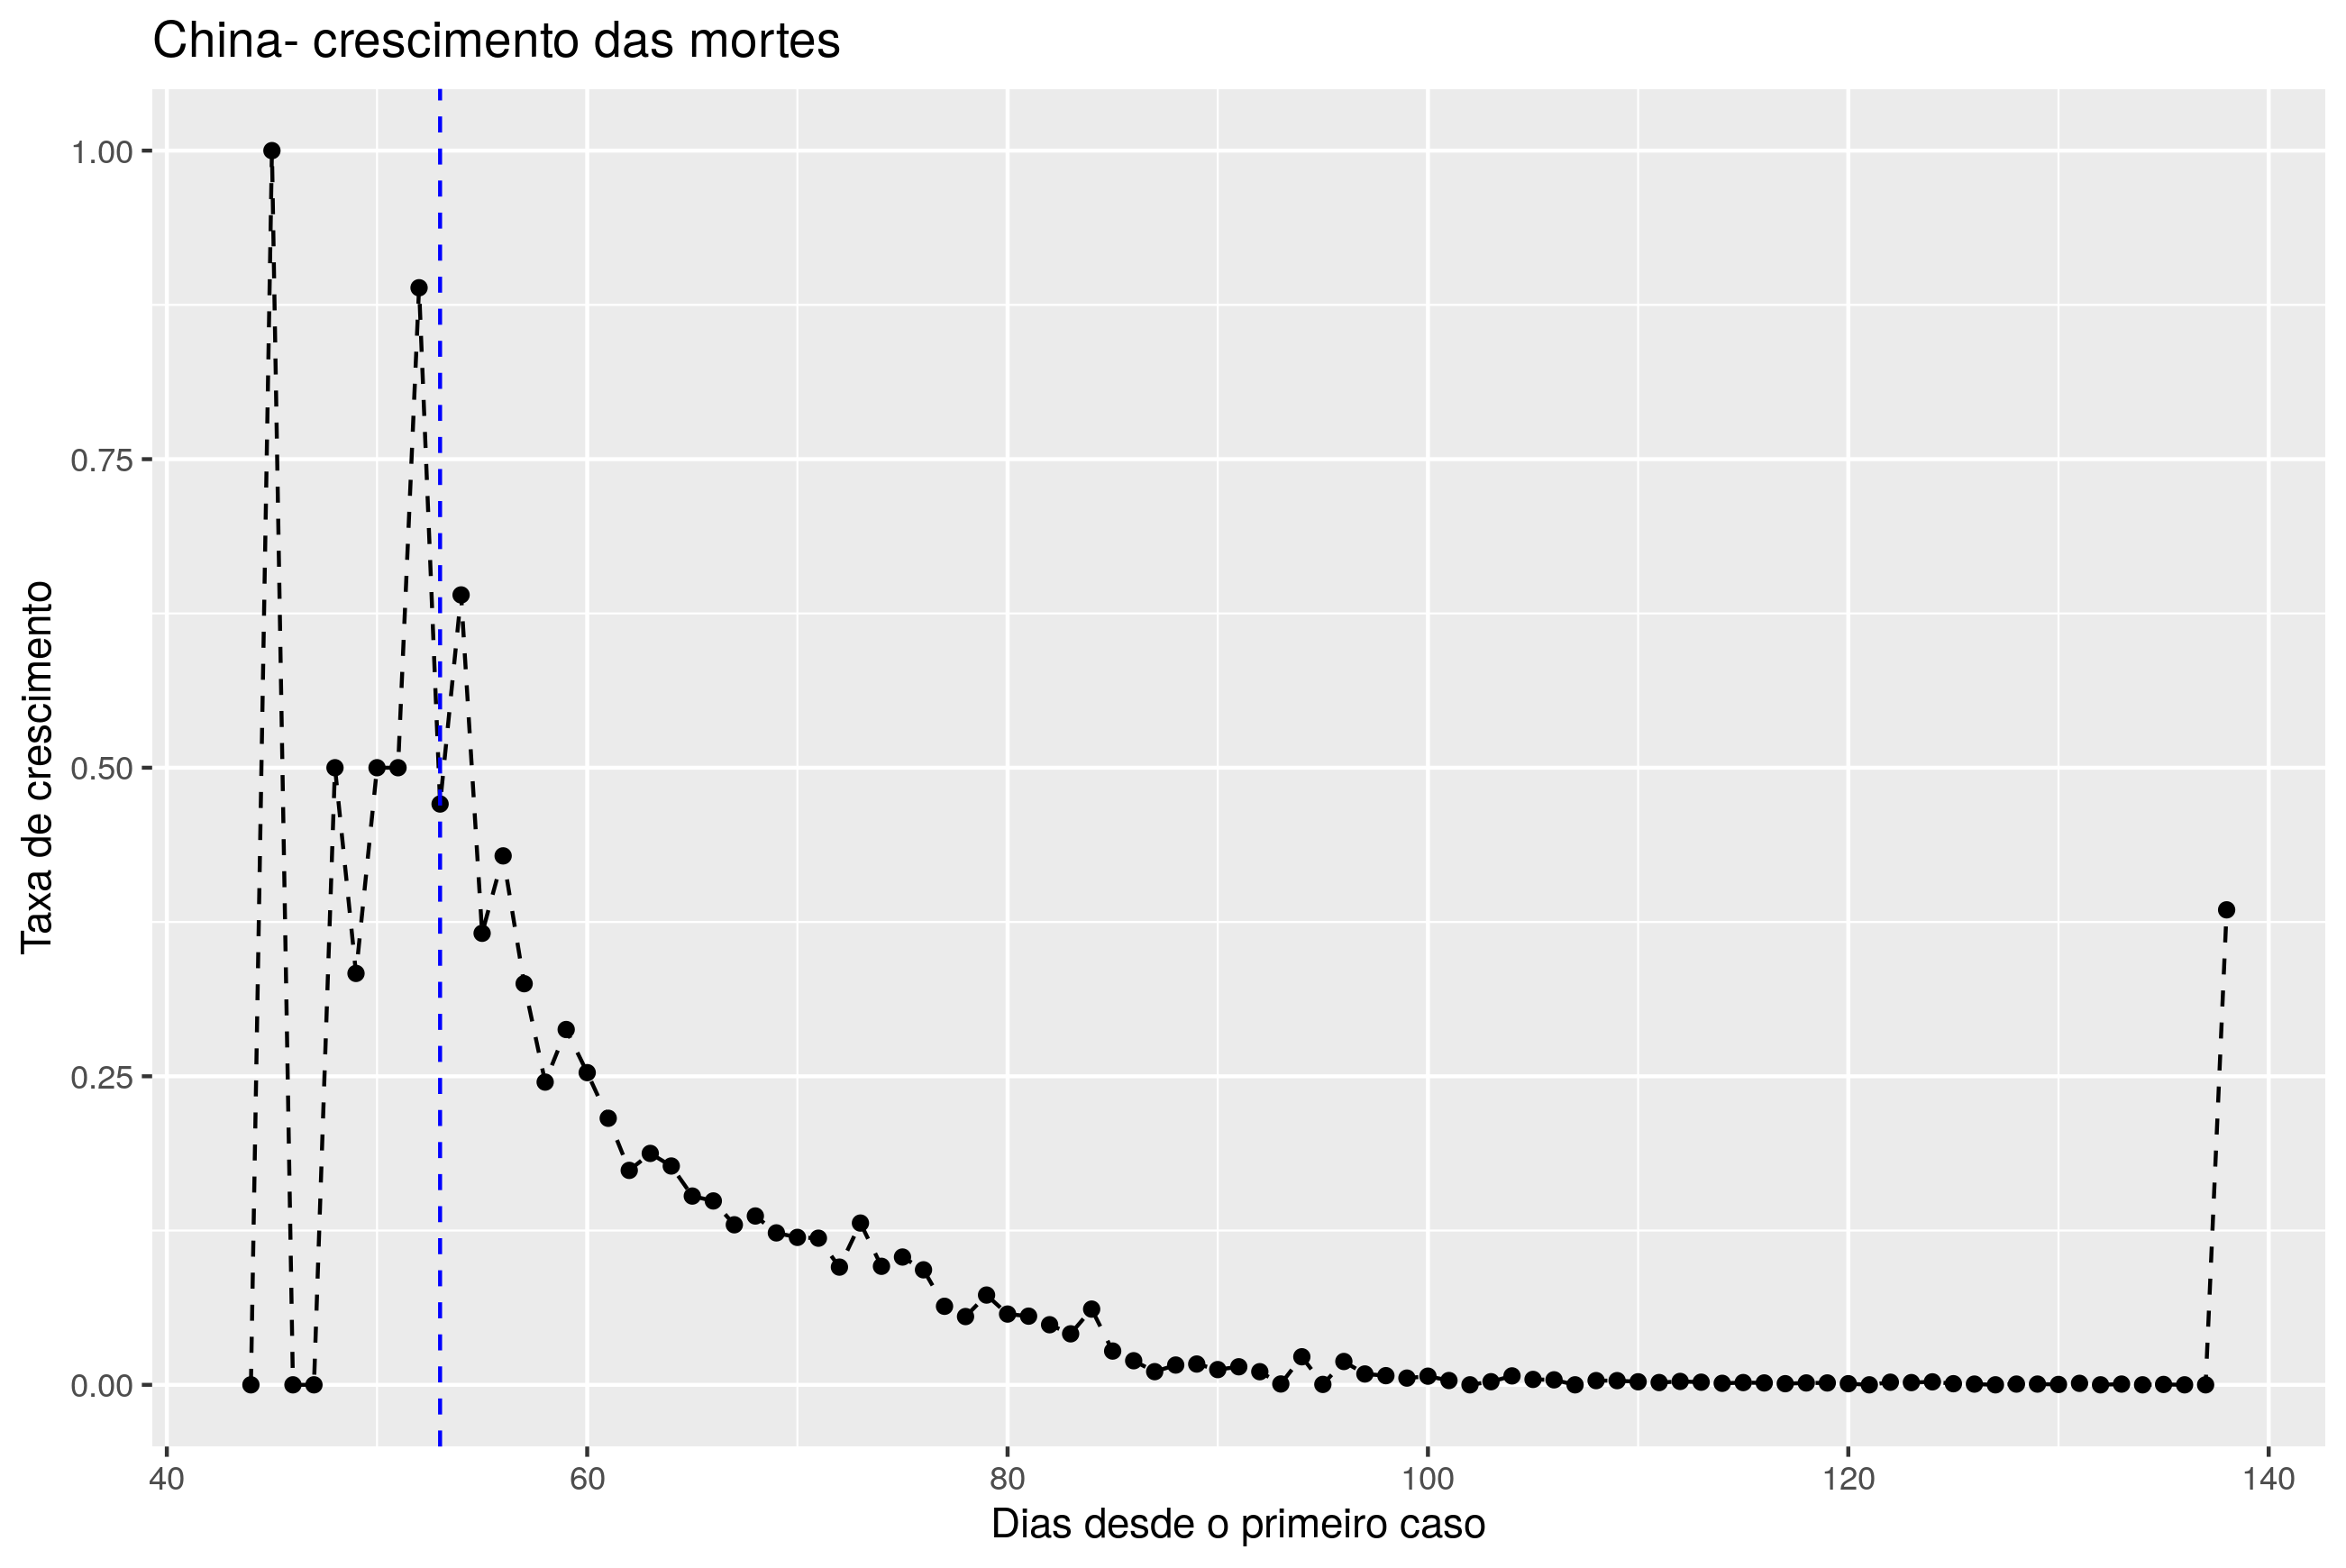 China- crescimento das mortes
Taxa de crescimento
1.00
0.75
0.50
0.25
0.00
40 60 80 100 120 140
Dias desde o primeiro caso